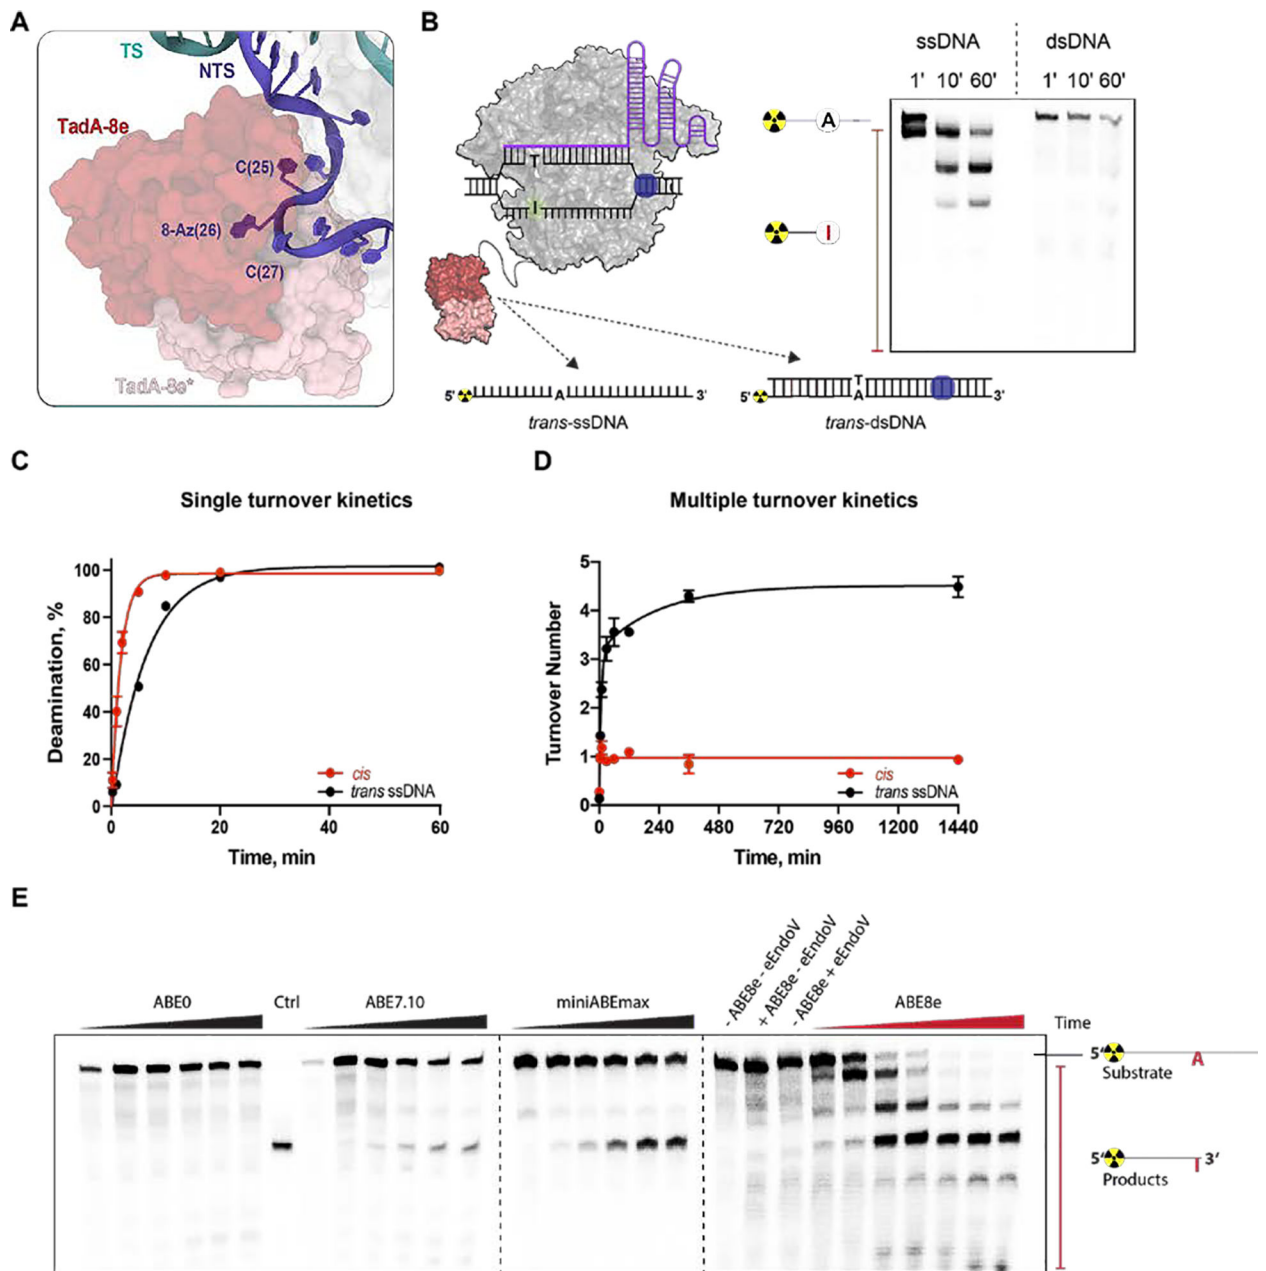 A
TS
NTS
TadA-8e
C(25)
8-Az(26)
C(27)
TadA-8e*
B
T
I
ssDNA
dsDNA
1' 10' 60' 1' 10' 60'
A
I
5' A 3'
trans-ssDNA
T
5' A 3'
trans-dsDNA
C
Single turnover kinetics
Deamination, %
100
80
60
40
20
0
0 20 40 60
Time, min
cis
trans ssDNA
D
Multiple turnover kinetics
Turnover Number
5
4
3
2
1
0
0 240 480 720 960 1200 1440
Time, min
cis
trans ssDNA
E
ABE0
Ctrl
ABE7.10
miniABEmax
- ABE8e - eEndoV
+ ABE8e - eEndoV
- ABE8e + eEndoV
ABE8e
Time
5' A
Substrate
5' I 3'
Products